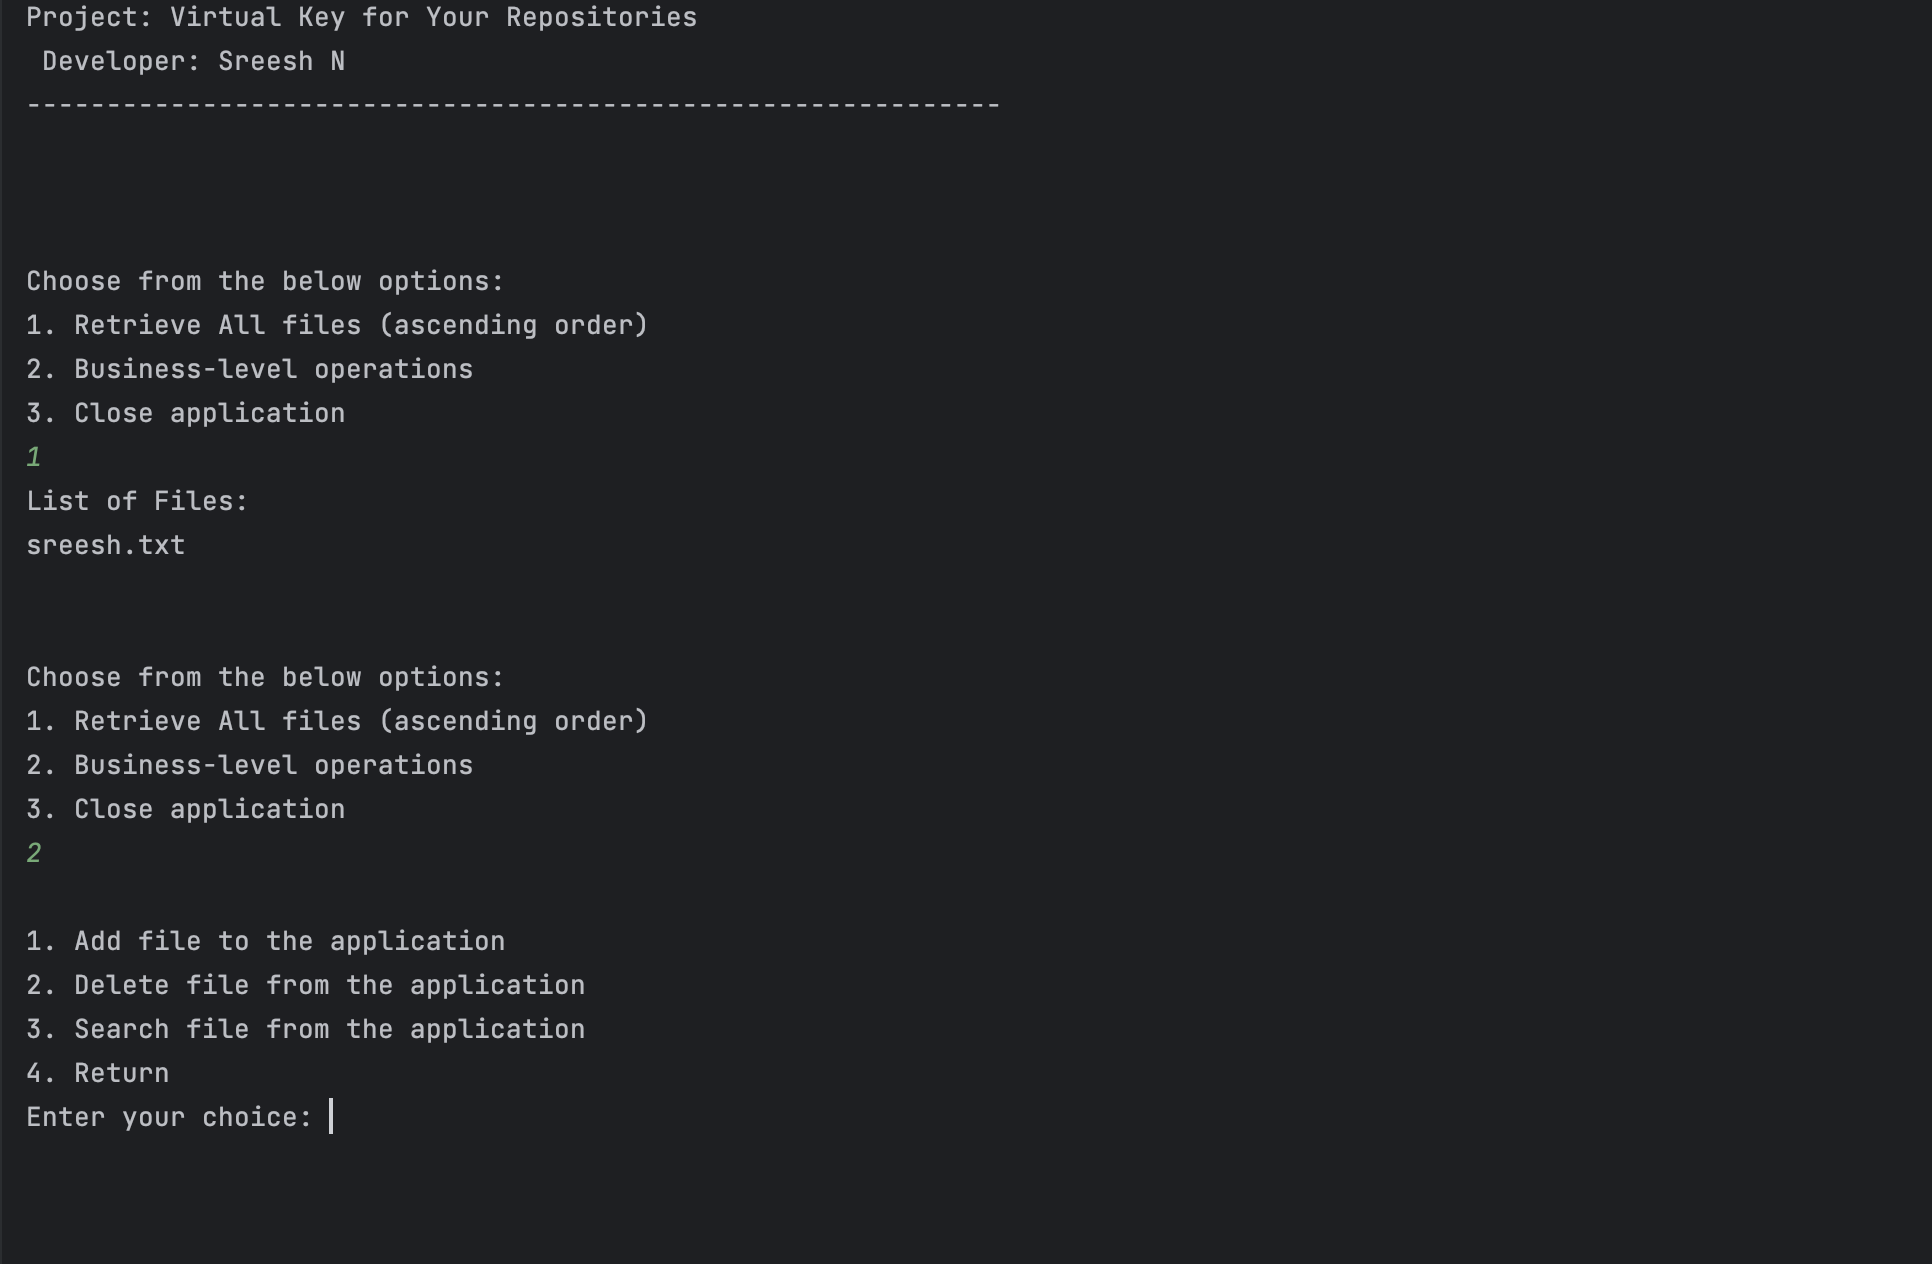 Project: Virtual Key for Your Repositories
Developer: Sreesh N
-------------------------------------------------------------
Choose from the below options:
1. Retrieve All files (ascending order)
2. Business-level operations
3. Close application
1
List of Files:
sreesh.txt
Choose from the below options:
1. Retrieve All files (ascending order)
2. Business-level operations
3. Close application
2
1. Add file to the application
2. Delete file from the application
3. Search file from the application
4. Return
Enter your choice: